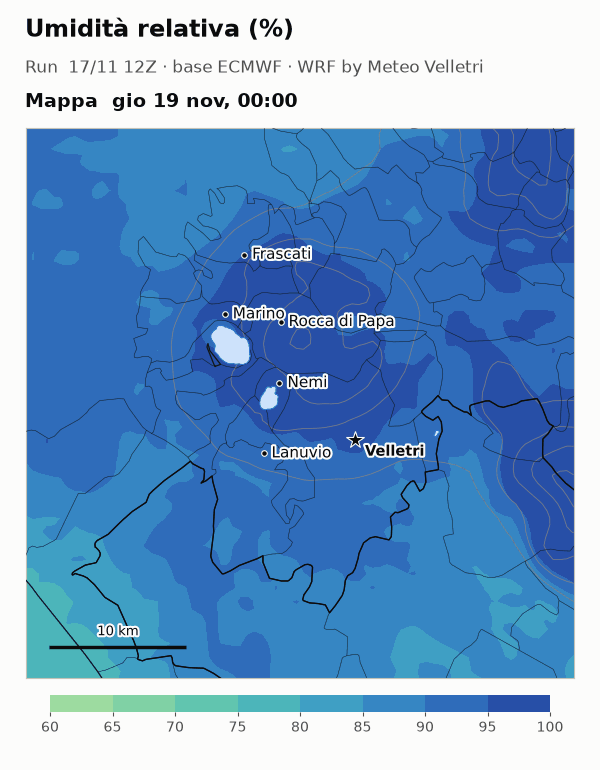 Umidità relativa (%)
Run  17/11 12Z · base ECMWF · WRF by Meteo Velletri
Mappa  gio 19 nov, 00:00
Frascati
Marino
Rocca di Papa
Nemi
Velletri
Lanuvio
10 km
60 65 70 75 80 85 90 95 100